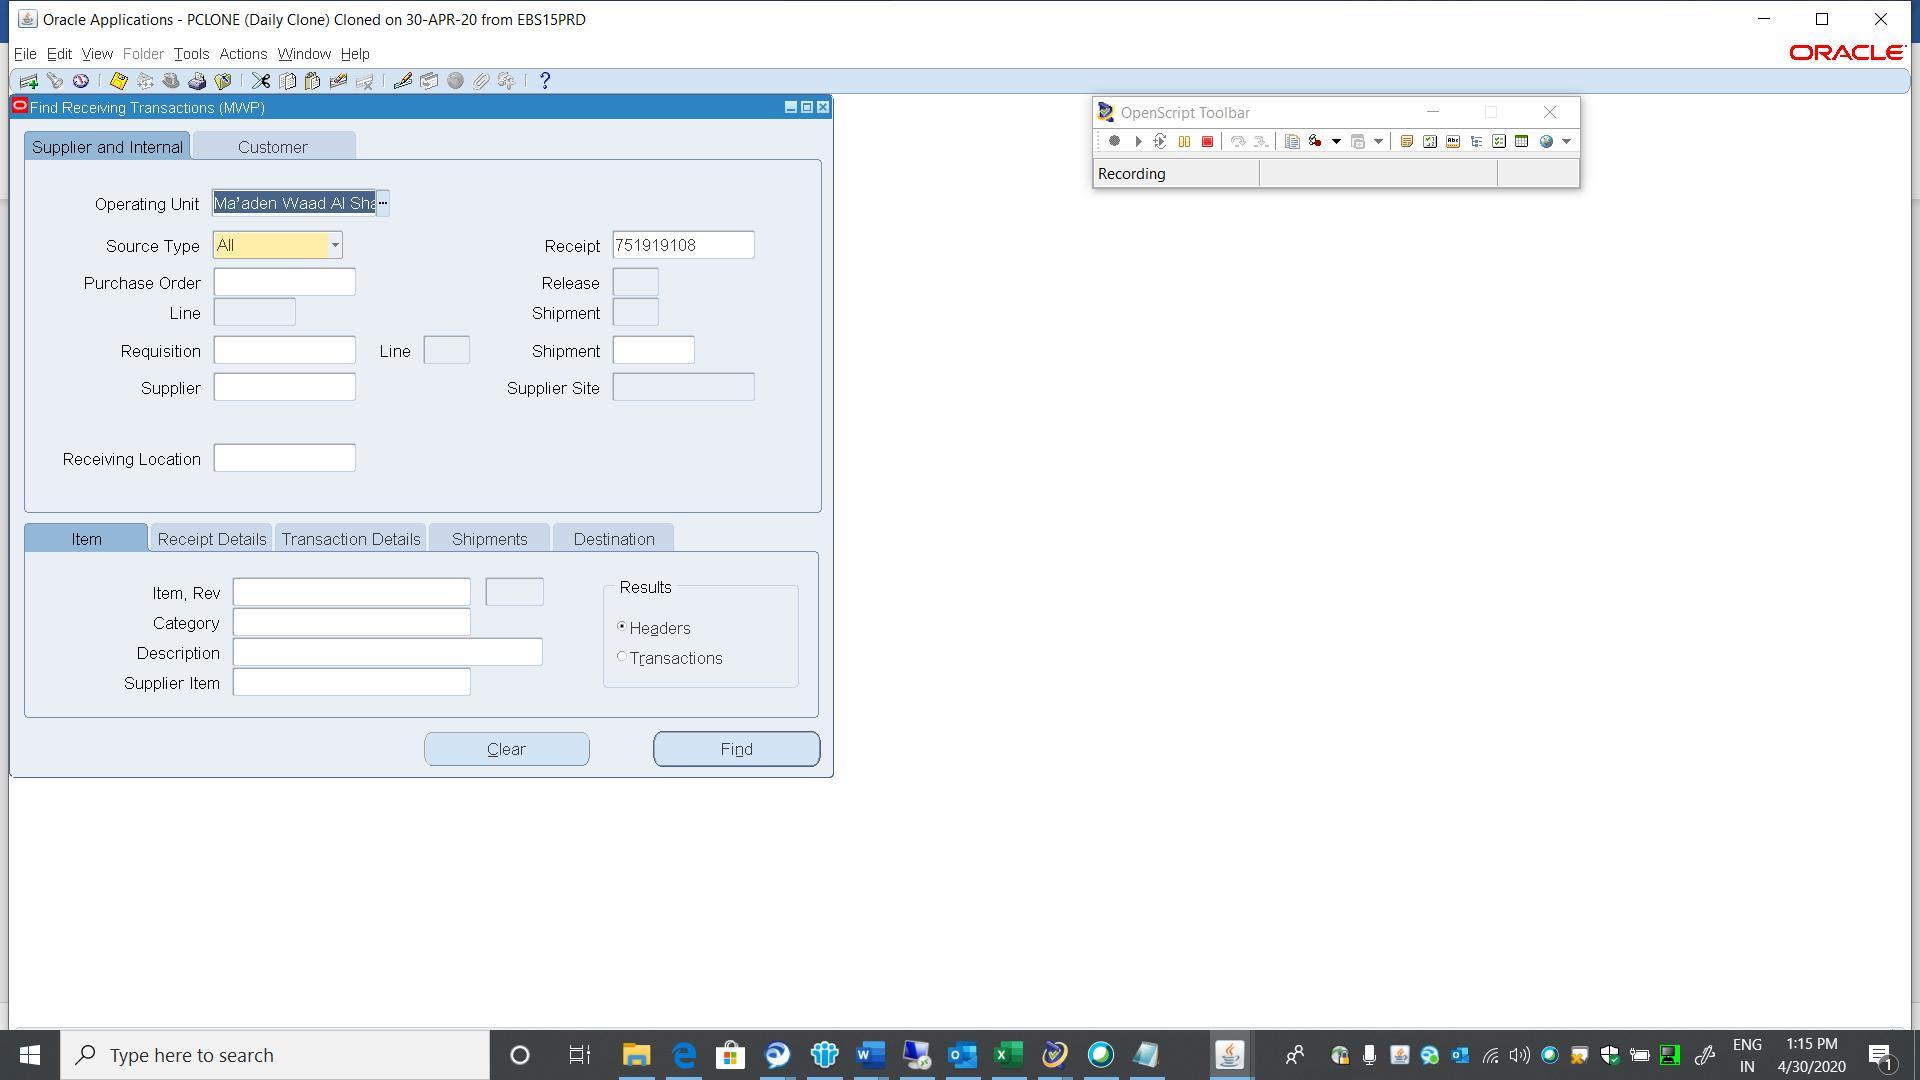 Oracle Applications - PCLONE (Daily Clone) Cloned on 30-APR-20 from EBS15PRD
File Edit View Folder Tools Actions Window Help
ORACLE
Find Receiving Transactions (MWP)
OpenScript Toolbar
Recording
Supplier and Internal Customer
Operating Unit Ma'aden Waad Al Sha
Source Type All Receipt 751919108
Purchase Order Release
Line Shipment
Requisition Line Shipment
Supplier Supplier Site
Receiving Location
Item Receipt Details Transaction Details Shipments Destination
Item, Rev
Category
Description
Supplier Item
Results
Headers
Transactions
Clear Find
Type here to search
ENG
IN
1:15 PM
4/30/2020
1